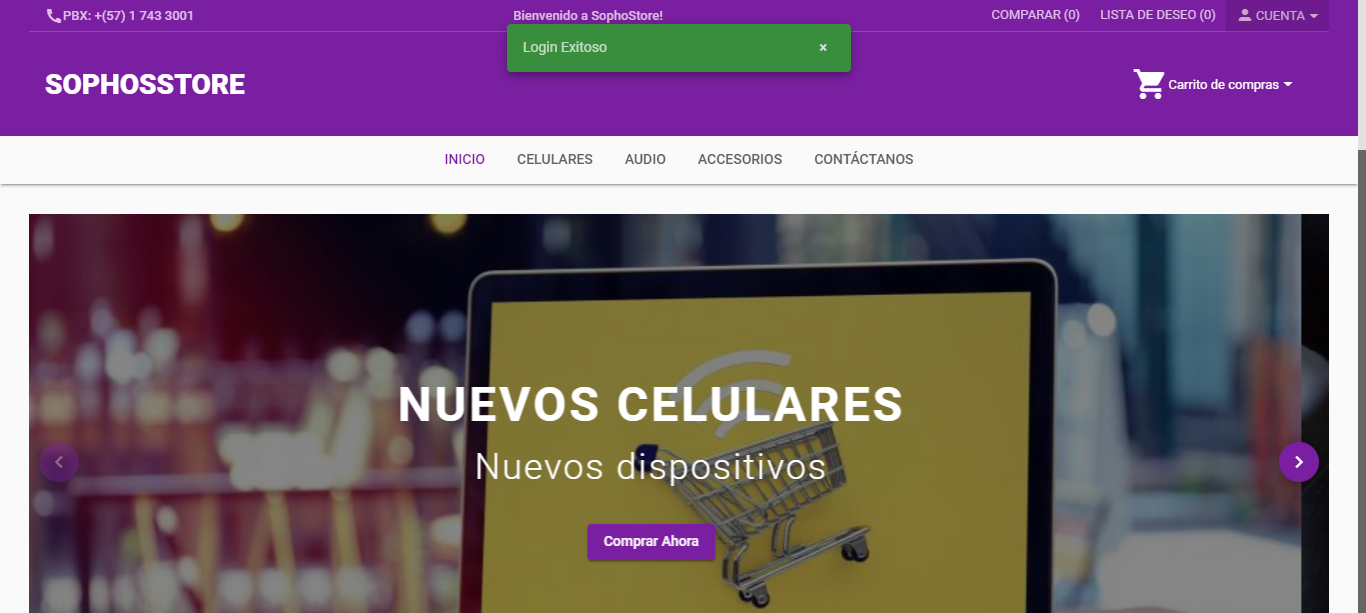 PBX: +(57) 1 743 3001
Bienvenido a SophoStore!
COMPARAR (0)
LISTA DE DESEO (0)
CUENTA
Login Exitoso
×
SOPHOSSTORE
Carrito de compras
INICIO
CELULARES
AUDIO
ACCESORIOS
CONTÁCTANOS
NUEVOS CELULARES
Nuevos dispositivos
Comprar Ahora